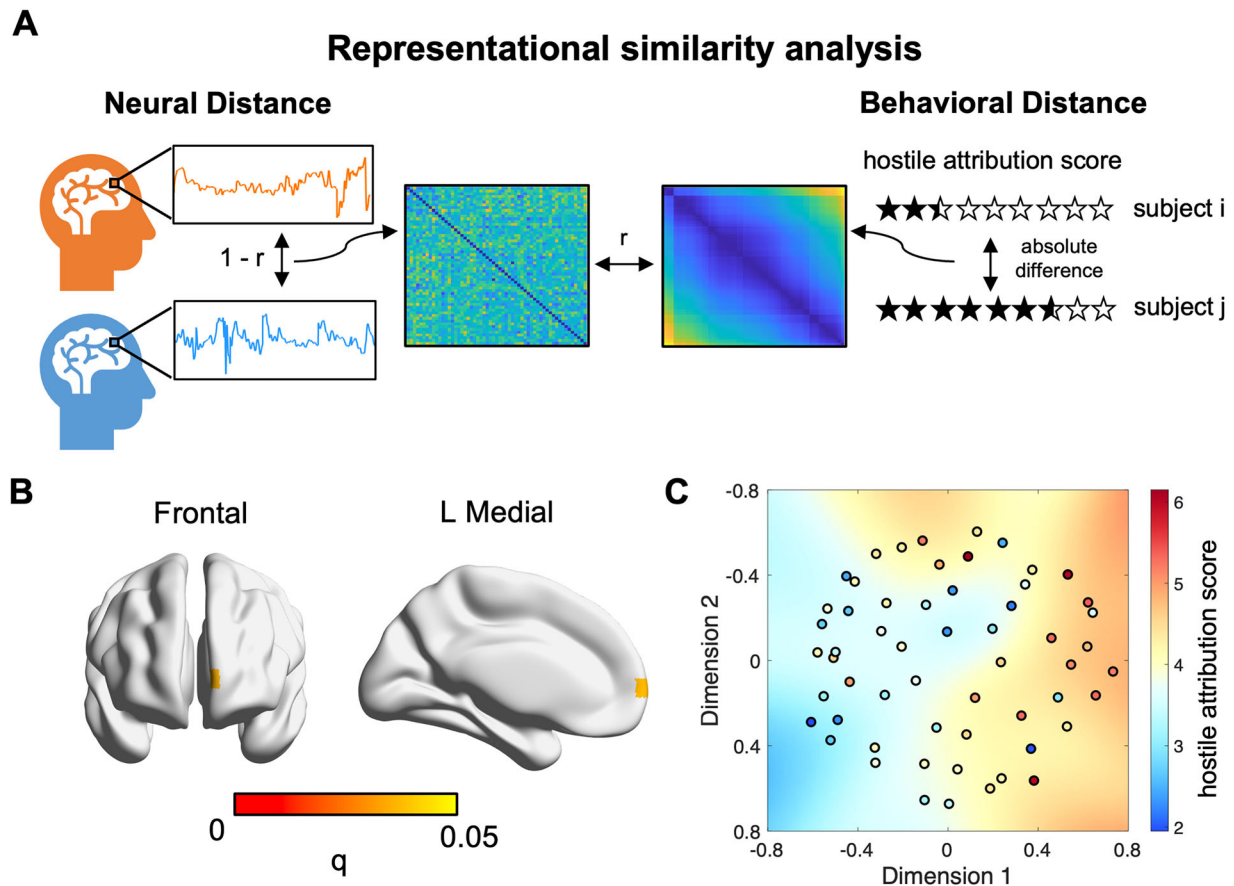 A
Representational similarity analysis
Neural Distance
Behavioral Distance
hostile attribution score
subject i
1 - r
r
absolute
difference
subject j
B
Frontal
L Medial
0
0.05
q
C
-0.8
-0.4
0
0.4
0.8
Dimension 2
-0.8
-0.4
0
0.4
0.8
Dimension 1
6
5
4
3
2
hostile attribution score